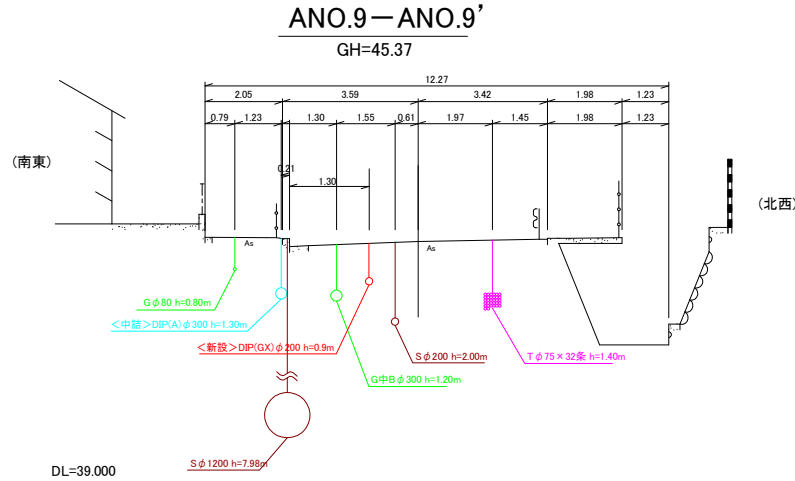 ANO.9－ANO.9’
GH=45.37
12.27
2.05 3.59 3.42 1.98 1.23
0.79 1.23 1.30 1.55 0.61 1.97 1.45 1.98 1.23
(南東)
0.21
1.30
(北西)
As
As
Gφ80 h=0.80m
＜中詰＞DIP(A)φ300 h=1.30m
＜新設＞DIP(GX)φ200 h=0.9m
Sφ200 h=2.00m
Tφ75×32条 h=1.40m
G中Bφ300 h=1.20m
Sφ1200 h=7.98m
DL=39.000